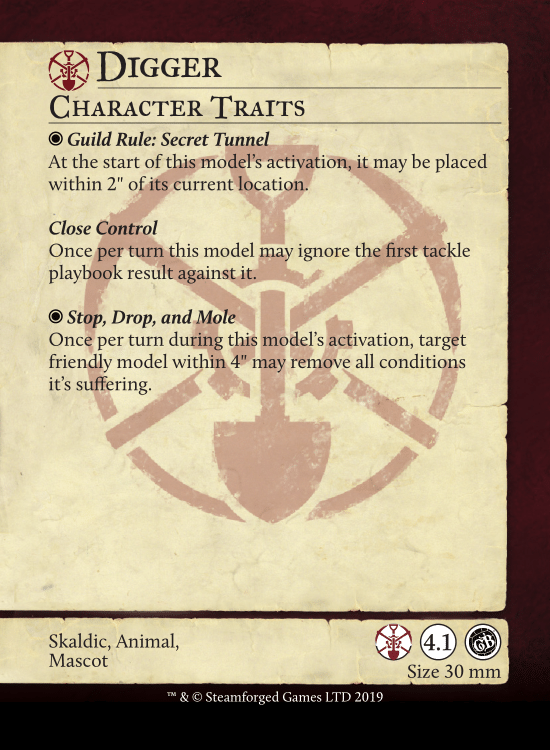 Digger
Character Traits
Guild Rule: Secret Tunnel
At the start of this model's activation, it may be placed
within 2" of its current location.
Close Control
Once per turn this model may ignore the first tackle
playbook result against it.
Stop, Drop, and Mole
Once per turn during this model's activation, target
friendly model within 4" may remove all conditions
it's suffering.
Skaldic, Animal,
Mascot
4.1
GB
Size 30 mm
™ & © Steamforged Games LTD 2019